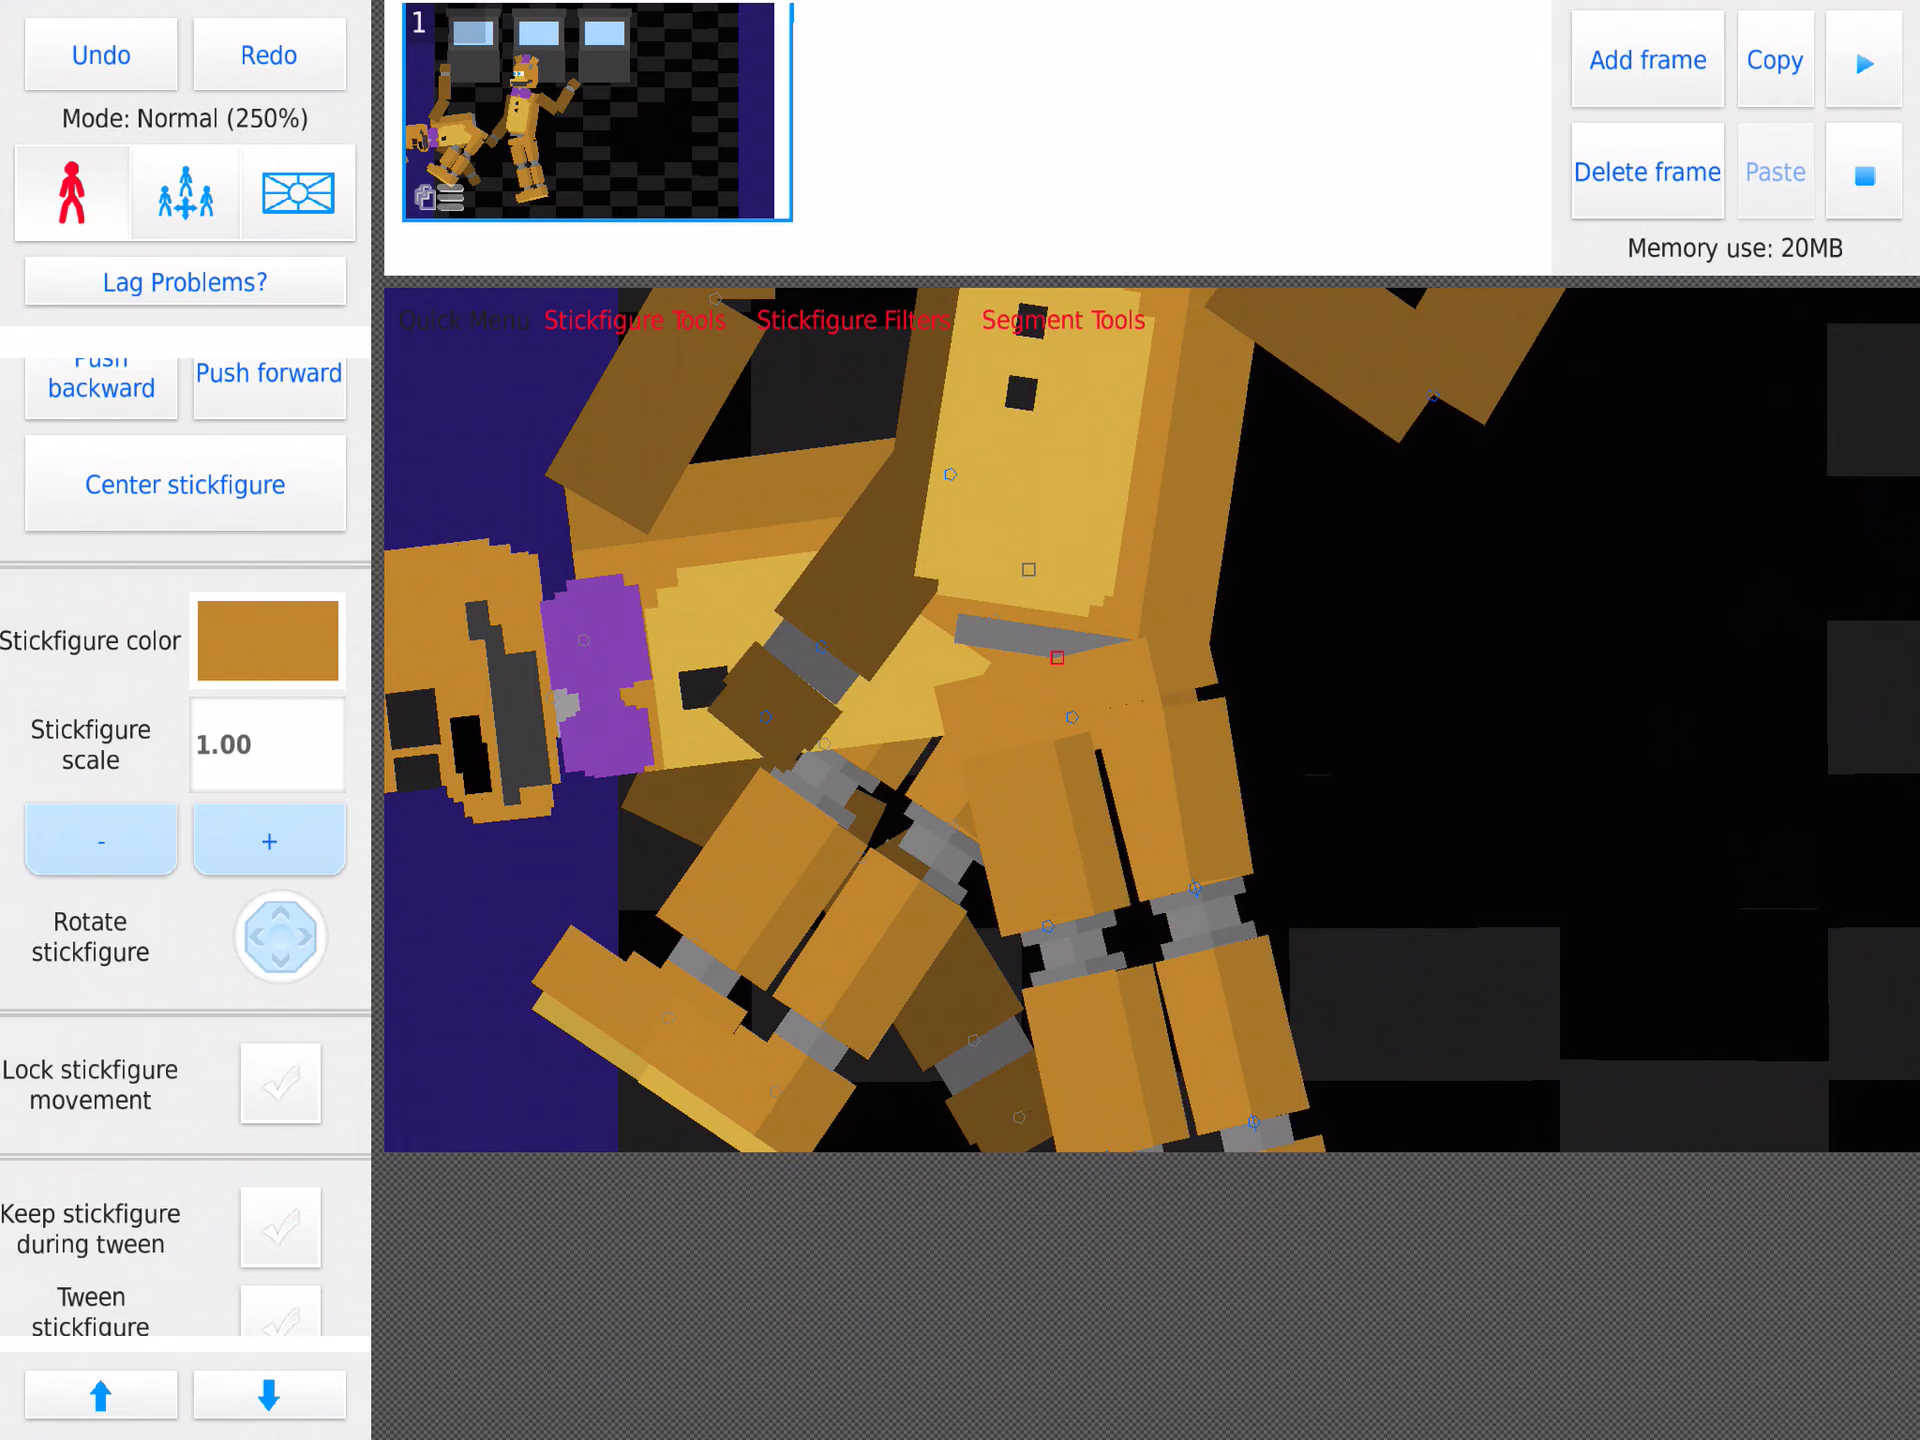 Undo
Redo
Mode: Normal (250%)
Lag Problems?
1
Add frame
Copy
Delete frame
Paste
Memory use: 20MB
Quick Menu
Stickfigure Tools
Stickfigure Filters
Segment Tools
Push
backward
Push forward
Center stickfigure
Stickfigure color
Stickfigure
scale
1.00
-
+
Rotate
stickfigure
Lock stickfigure
movement
Keep stickfigure
during tween
Tween
stickfigure